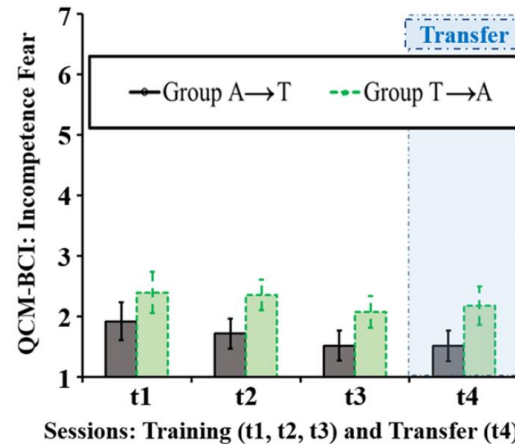 QCM-BCI: Incompetence Fear
7
6
5
4
3
2
1
Transfer
Group A→T
Group T→A
t1 t2 t3 t4
Sessions: Training (t1, t2, t3) and Transfer (t4)